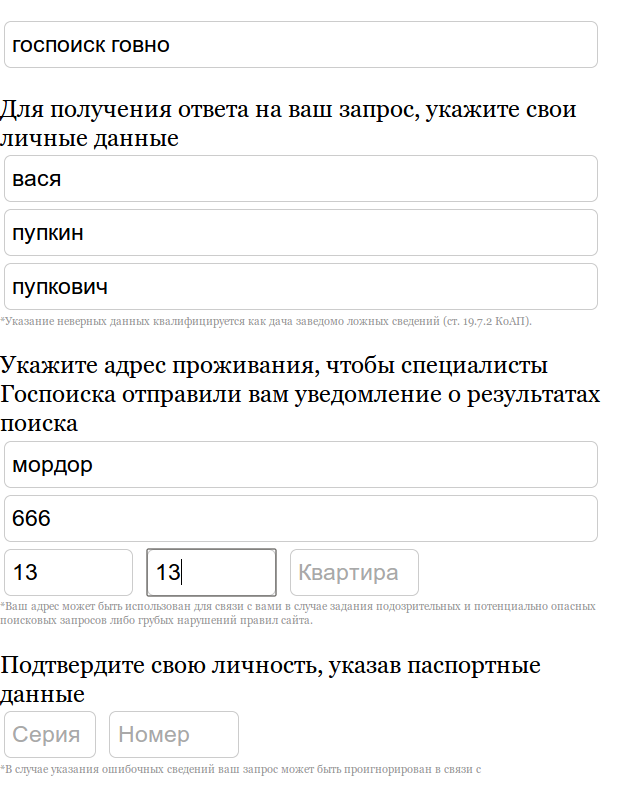 госпоиск говно
Для получения ответа на ваш запрос, укажите свои
личные данные
вася
пупкин
пупкович
*Указание неверных данных квалифицируется как дача заведомо ложных сведений (ст. 19.7.2 КоАП).
Укажите адрес проживания, чтобы специалисты
Госпоиска отправили вам уведомление о результатах
поиска
мордор
666
13 13 Квартира
*Ваш адрес может быть использован для связи с вами в случае задания подозрительных и потенциально опасных
поисковых запросов либо грубых нарушений правил сайта.
Подтвердите свою личность, указав паспортные
данные
Серия Номер
*В случае указания ошибочных сведений ваш запрос может быть проигнорирован в связи с